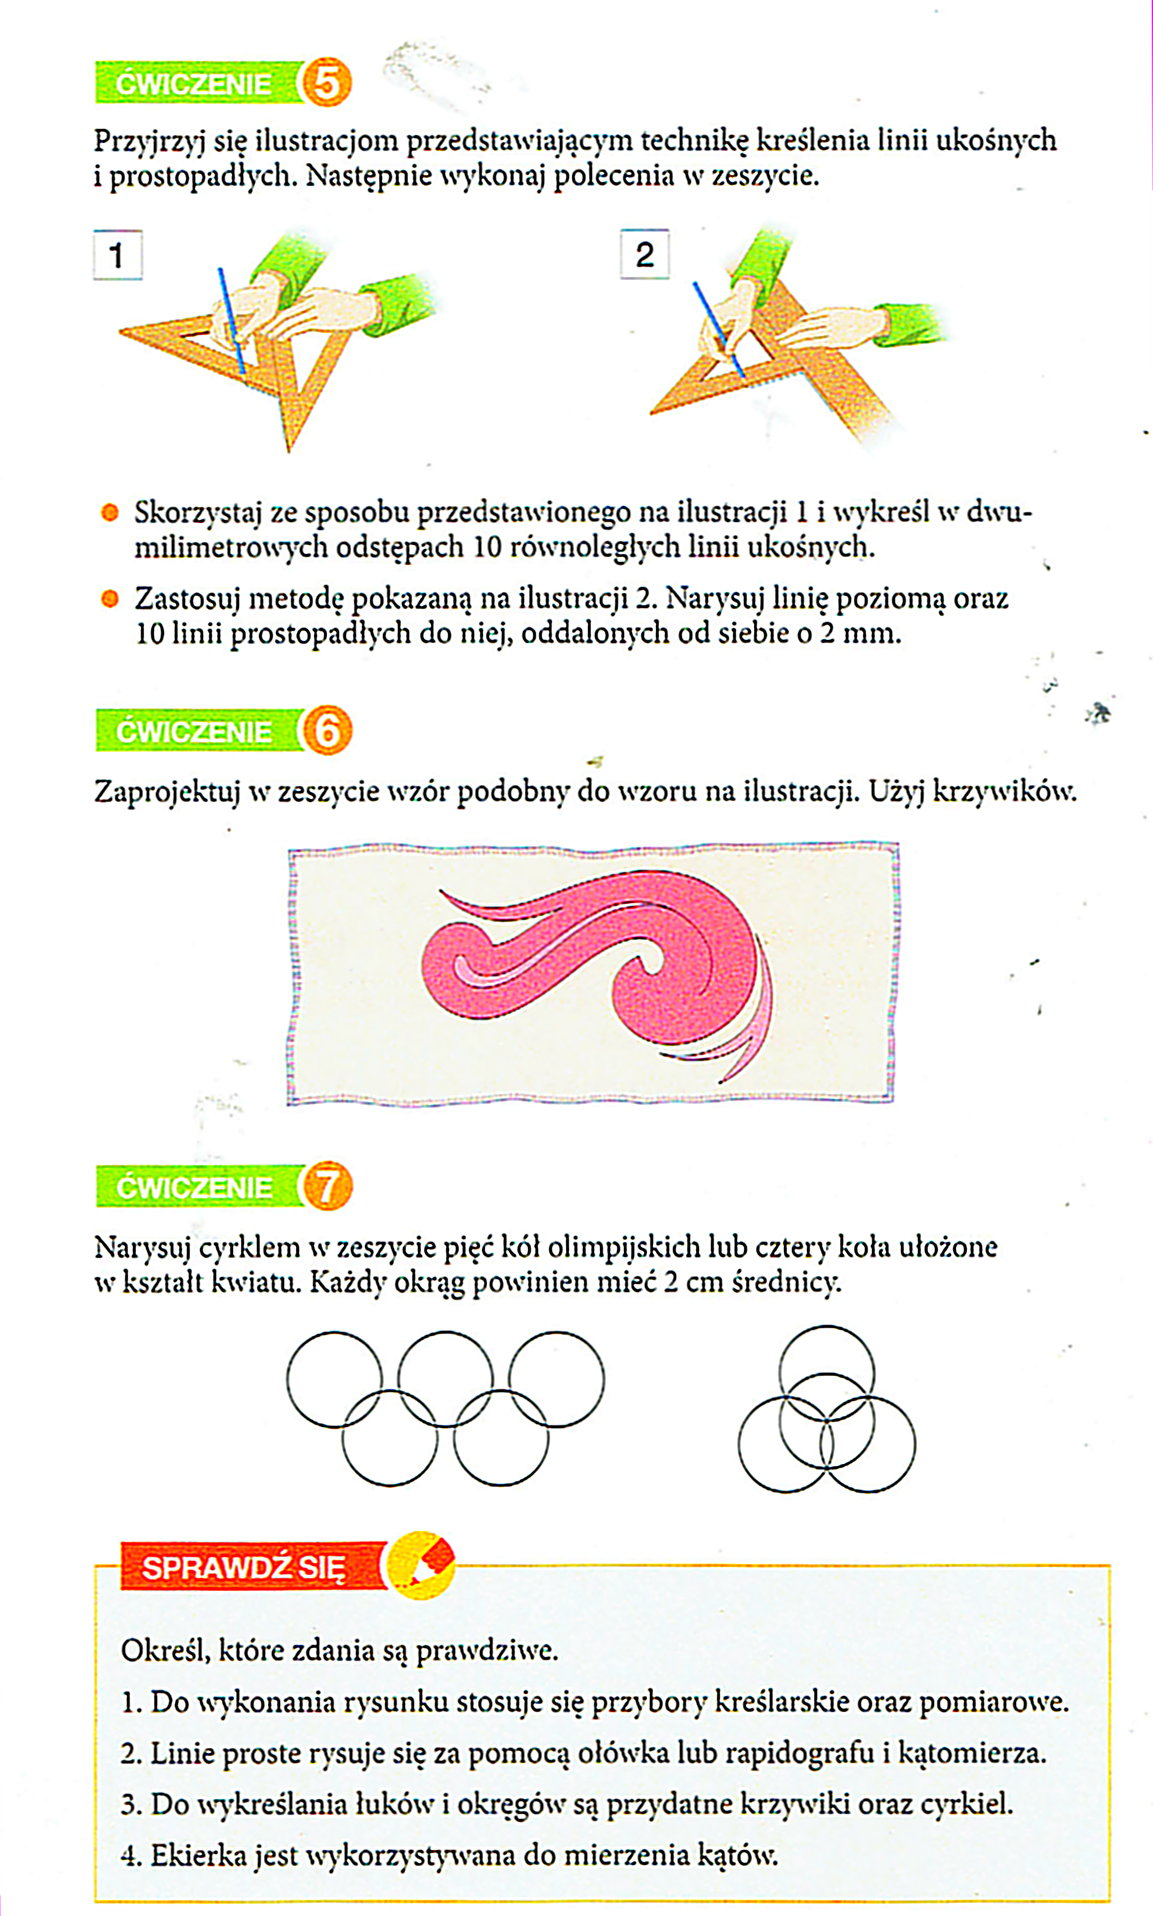 ĆWICZENIE 5
Przyjrzyj się ilustracjom przedstawiającym technikę kreślenia linii ukośnych
i prostopadłych. Następnie wykonaj polecenia w zeszycie.
1
2
• Skorzystaj ze sposobu przedstawionego na ilustracji 1 i wykreśl w dwu-
milimetrowych odstępach 10 równoległych linii ukośnych.
• Zastosuj metodę pokazaną na ilustracji 2. Narysuj linię poziomą oraz
10 linii prostopadłych do niej, oddalonych od siebie o 2 mm.
ĆWICZENIE 6
Zaprojektuj w zeszycie wzór podobny do wzoru na ilustracji. Użyj krzywików.
ĆWICZENIE 7
Narysuj cyrklem w zeszycie pięć kół olimpijskich lub cztery koła ułożone
w kształt kwiatu. Każdy okrąg powinien mieć 2 cm średnicy.
SPRAWDŹ SIĘ
Określ, które zdania są prawdziwe.
1. Do wykonania rysunku stosuje się przybory kreślarskie oraz pomiarowe.
2. Linie proste rysuje się za pomocą ołówka lub rapidografu i kątomierza.
3. Do wykreślania łuków i okręgów są przydatne krzywiki oraz cyrkiel.
4. Ekierka jest wykorzystywana do mierzenia kątów.